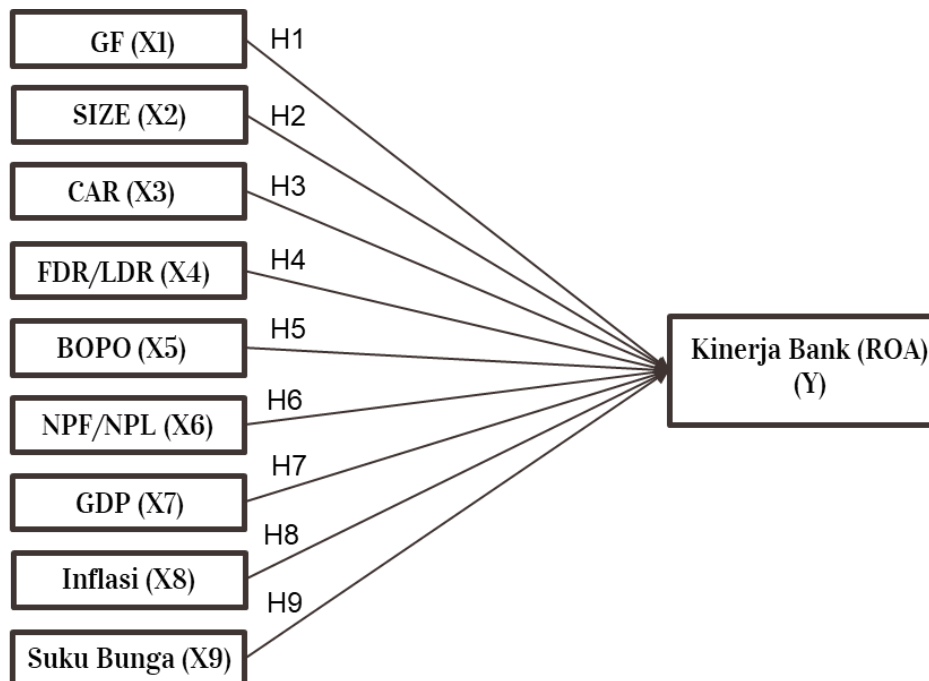 GF (X1)
H1
SIZE (X2)
H2
CAR (X3)
H3
FDR/LDR (X4)
H4
BOPO (X5)
H5
NPF/NPL (X6)
H6
GDP (X7)
H7
Inflasi (X8)
H8
Suku Bunga (X9)
H9
Kinerja Bank (ROA)
(Y)